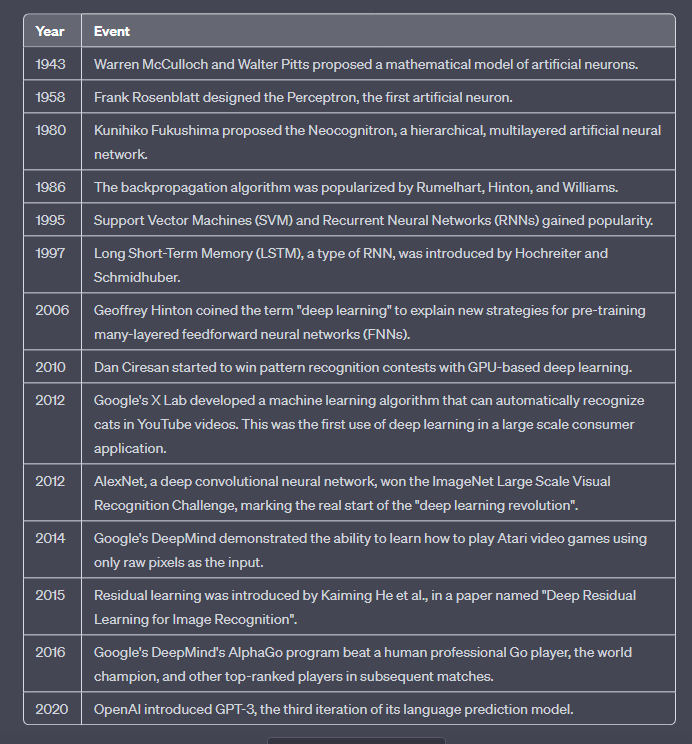 Year Event
1943 Warren McCulloch and Walter Pitts proposed a mathematical model of artificial neurons.
1958 Frank Rosenblatt designed the Perceptron, the first artificial neuron.
1980 Kunihiko Fukushima proposed the Neocognitron, a hierarchical, multilayered artificial neural
network.
1986 The backpropagation algorithm was popularized by Rumelhart, Hinton, and Williams.
1995 Support Vector Machines (SVM) and Recurrent Neural Networks (RNNs) gained popularity.
1997 Long Short-Term Memory (LSTM), a type of RNN, was introduced by Hochreiter and
Schmidhuber.
2006 Geoffrey Hinton coined the term "deep learning" to explain new strategies for pre-training
many-layered feedforward neural networks (FNNs).
2010 Dan Ciresan started to win pattern recognition contests with GPU-based deep learning.
2012 Google's X Lab developed a machine learning algorithm that can automatically recognize
cats in YouTube videos. This was the first use of deep learning in a large scale consumer
application.
2012 AlexNet, a deep convolutional neural network, won the ImageNet Large Scale Visual
Recognition Challenge, marking the real start of the "deep learning revolution".
2014 Google's DeepMind demonstrated the ability to learn how to play Atari video games using
only raw pixels as the input.
2015 Residual learning was introduced by Kaiming He et al., in a paper named "Deep Residual
Learning for Image Recognition".
2016 Google's DeepMind's AlphaGo program beat a human professional Go player, the world
champion, and other top-ranked players in subsequent matches.
2020 OpenAI introduced GPT-3, the third iteration of its language prediction model.